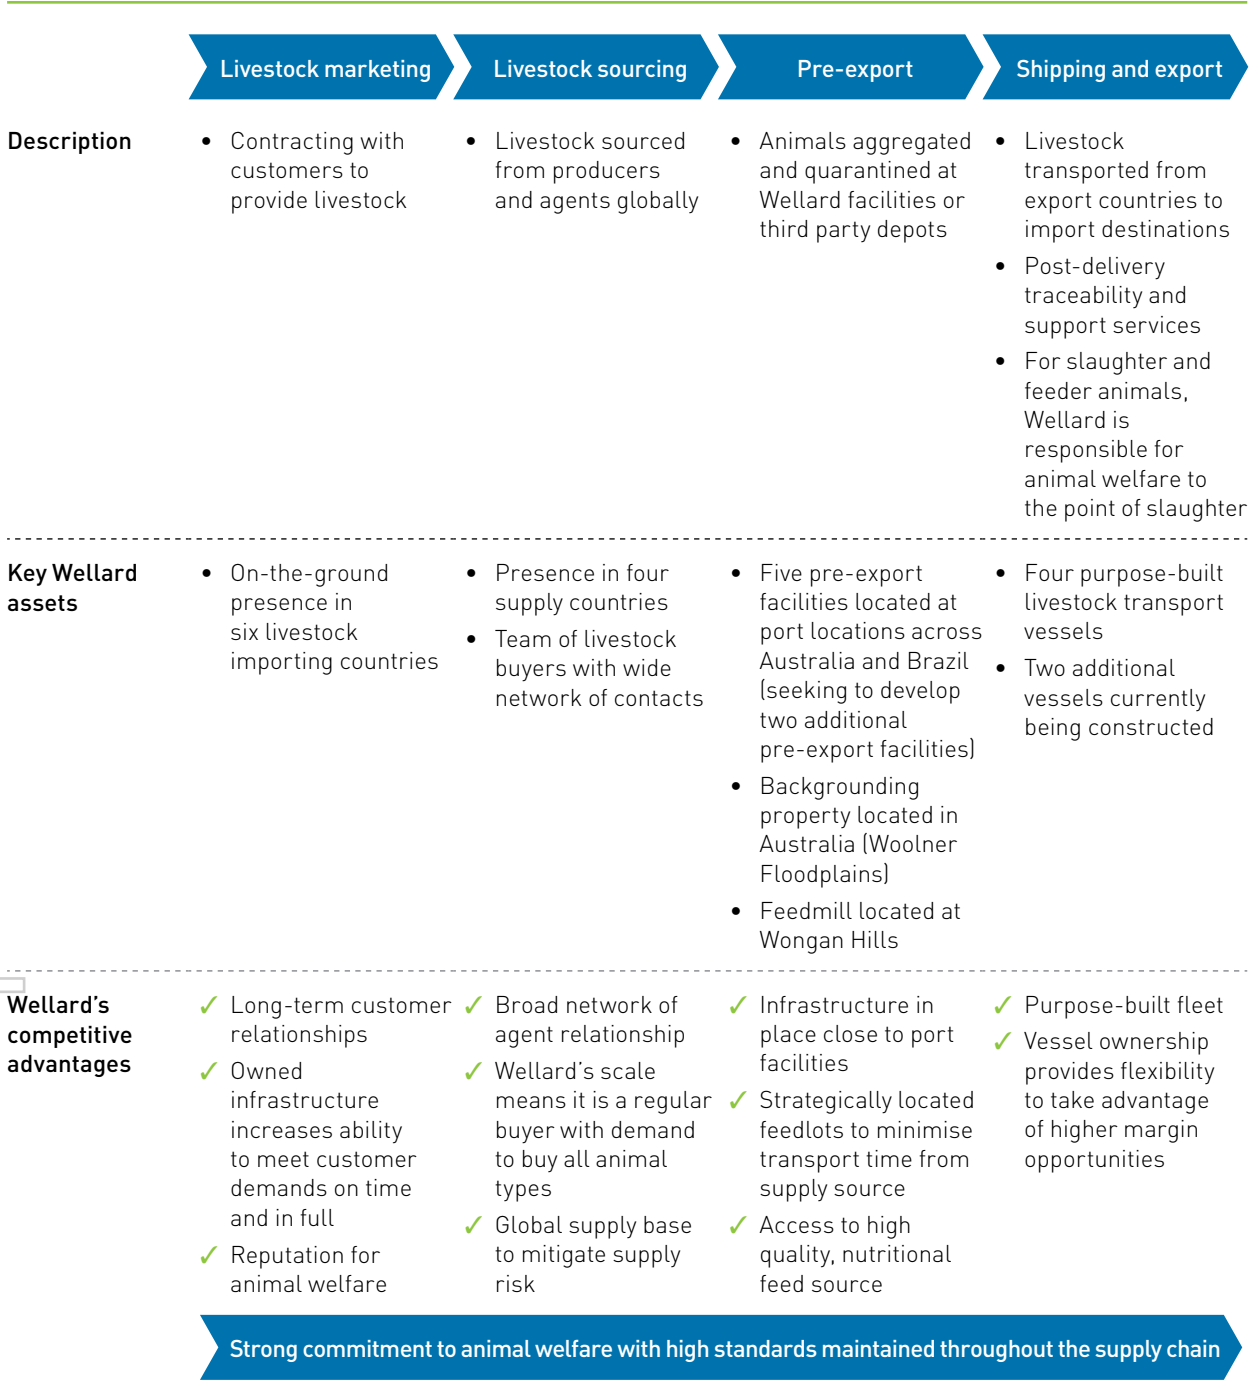 Livestock marketing
Livestock sourcing
Pre-export
Shipping and export
Description
• Contracting with
customers to
provide livestock
• Livestock sourced
from producers
and agents globally
• Animals aggregated
and quarantined at
Wellard facilities or
third party depots
• Livestock
transported from
export countries to
import destinations
• Post-delivery
traceability and
support services
• For slaughter and
feeder animals,
Wellard is
responsible for
animal welfare to
the point of slaughter
Key Wellard
assets
• On-the-ground
presence in
six livestock
importing countries
• Presence in four
supply countries
• Team of livestock
buyers with wide
network of contacts
• Five pre-export
facilities located at
port locations across
Australia and Brazil
(seeking to develop
two additional
pre-export facilities)
• Backgrounding
property located in
Australia (Woolner
Floodplains)
• Feedmill located at
Wongan Hills
• Four purpose-built
livestock transport
vessels
• Two additional
vessels currently
being constructed
Wellard's
competitive
advantages
✓ Long-term customer
relationships
✓ Owned
infrastructure
increases ability
to meet customer
demands on time
and in full
✓ Reputation for
animal welfare
✓ Broad network of
agent relationship
✓ Wellard's scale
means it is a regular
buyer with demand
to buy all animal
types
✓ Global supply base
to mitigate supply
risk
✓ Infrastructure in
place close to port
facilities
✓ Strategically located
feedlots to minimise
transport time from
supply source
✓ Access to high
quality, nutritional
feed source
✓ Purpose-built fleet
✓ Vessel ownership
provides flexibility
to take advantage
of higher margin
opportunities
Strong commitment to animal welfare with high standards maintained throughout the supply chain